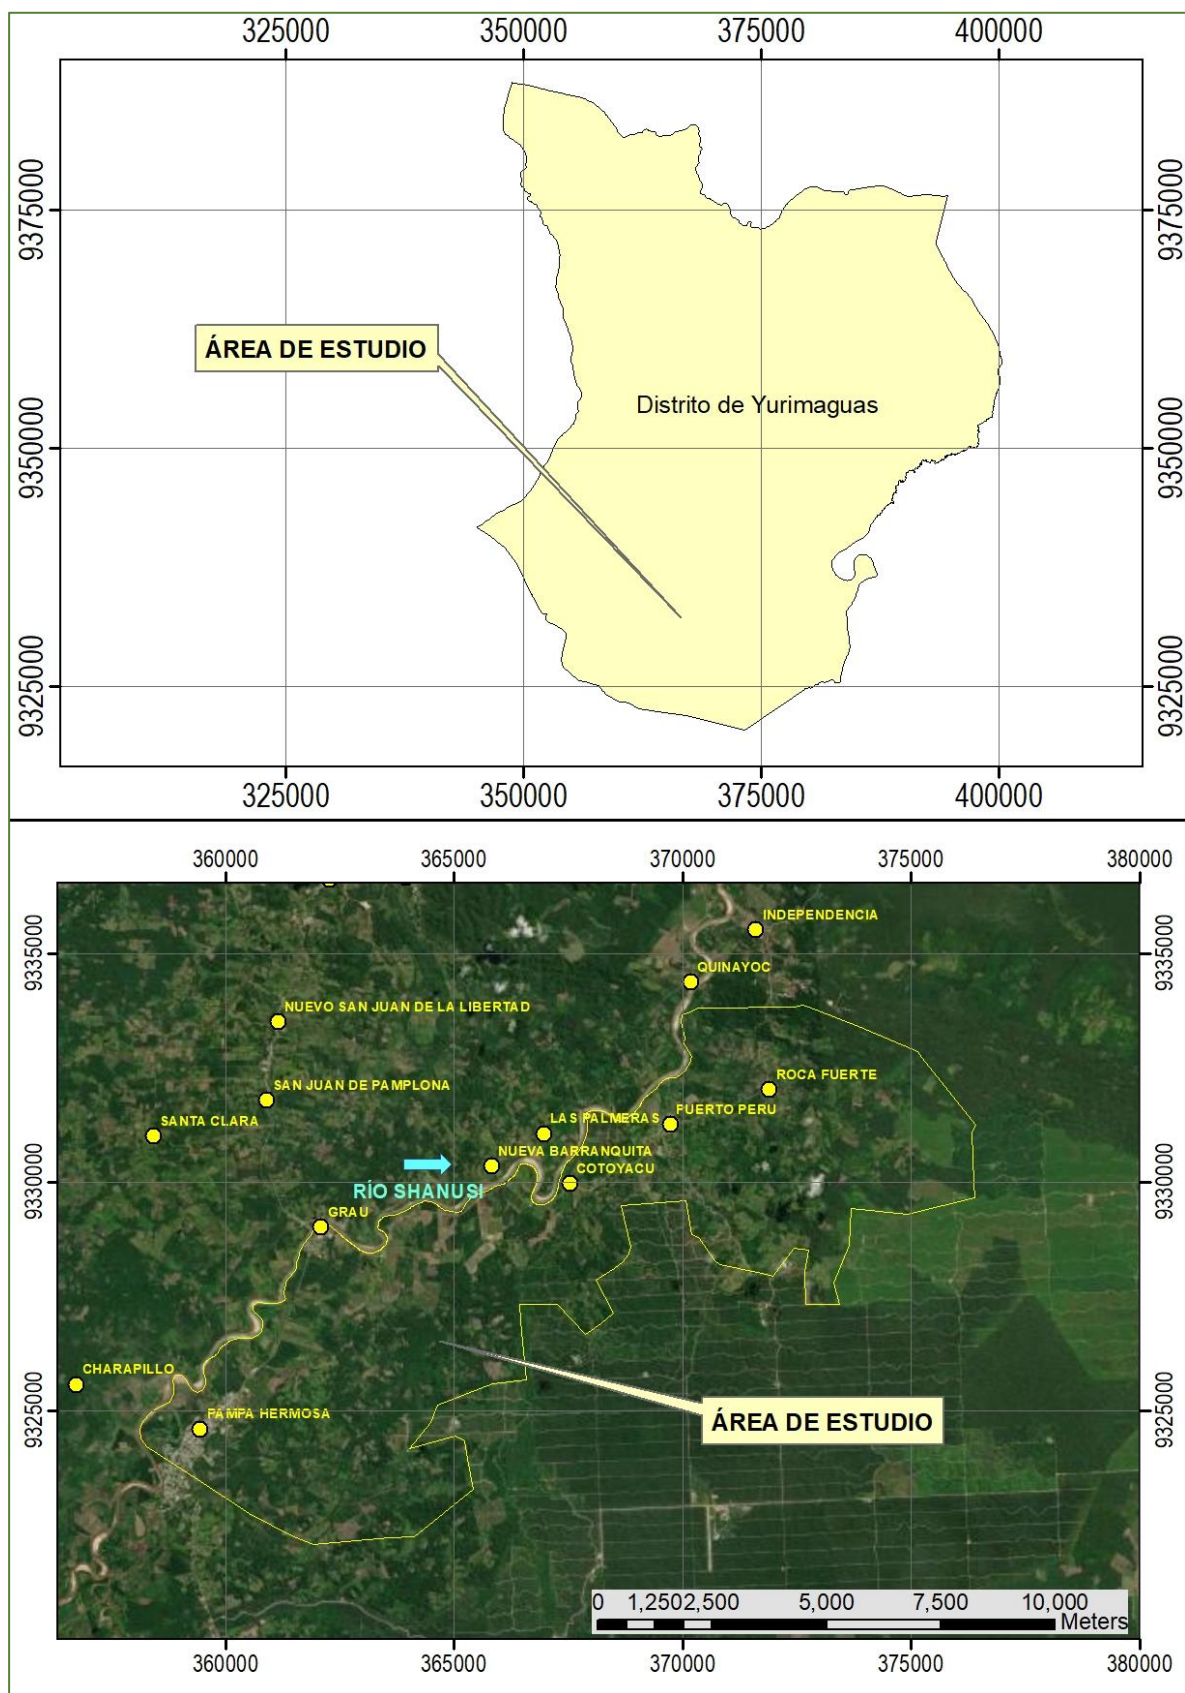 325000 350000 375000 400000
9375000 9375000
ÁREA DE ESTUDIO
Distrito de Yurimaguas
9350000 9350000
9325000 9325000
325000 350000 375000 400000
360000 365000 370000 375000 380000
INDEPENDENCIA
9335000 9335000
QUINAYOC
NUEVO SAN JUAN DE LA LIBERTAD
ROCA FUERTE
SAN JUAN DE PAMPLONA
PUERTO PERU
SANTA CLARA
LAS PALMERAS
NUEVA BARRANQUITA
COTOYACU
9330000 9330000
RÍO SHANUSI
GRAU
CHARAPILLO
9325000 9325000
PAMPA HERMOSA
ÁREA DE ESTUDIO
0 1,250 2,500 5,000 7,500 10,000
Meters
360000 365000 370000 375000 380000